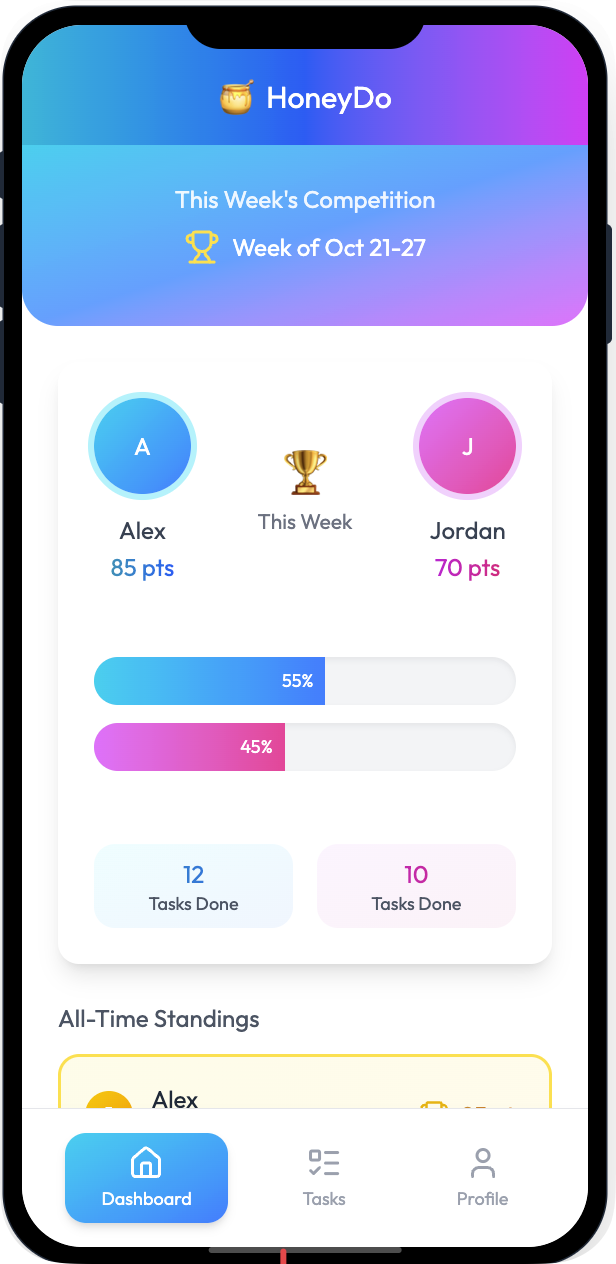 HoneyDo
This Week's Competition
Week of Oct 21-27
A
J
This Week
Alex
Jordan
85 pts
70 pts
55%
45%
12
10
Tasks Done
Tasks Done
All-Time Standings
Alex
Dashboard
Tasks
Profile